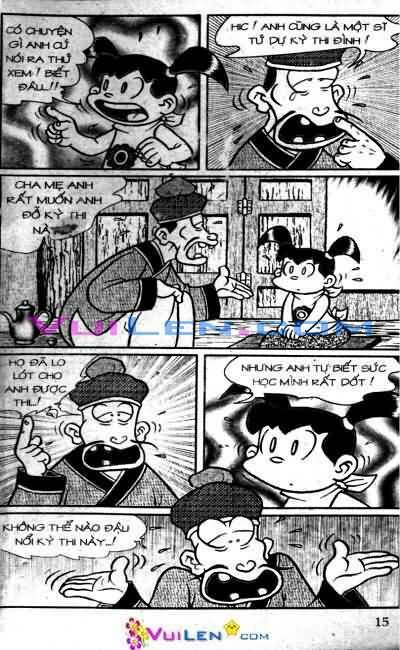 CÓ CHUYỆN
GÌ ANH CỨ
NÓI RA THỬ
XEM! BIẾT
ĐÂU!!
HIC! ANH CŨNG LÀ MỘT SĨ
TỬ DỰ KỲ THI ĐÌNH!
CHA MẸ ANH
RẤT MUỐN ANH
ĐỖ KỲ THI
NÀY
VUILEN.COM
HỌ ĐÃ LO
LÓT CHO
ANH ĐƯỢC
THI..!
NHƯNG ANH TỰ BIẾT SỨC
HỌC MÌNH RẤT DỐT!
KHÔNG THỂ NÀO ĐẬU
NỔI KỲ THI NÀY..!
15
VUILEN.COM